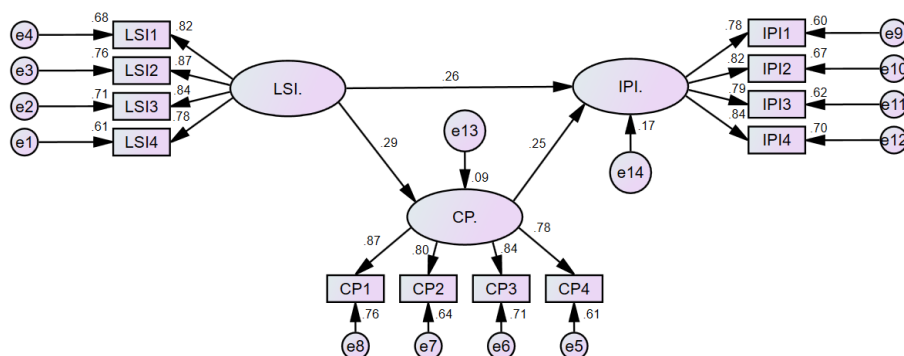 e4 .68 LSI1 .82
e3 .76 LSI2 .87
e2 .71 LSI3 .84
e1 .61 LSI4 .78
LSI.
.26
IPI.
.78 IPI1 .60 e9
.82 IPI2 .67 e10
.79 IPI3 .62 e11
.84 IPI4 .70 e12
.29
e13
.09
.25
.17
e14
CP.
.87 .80 .84 .78
CP1 CP2 CP3 CP4
.76 .64 .71 .61
e8 e7 e6 e5